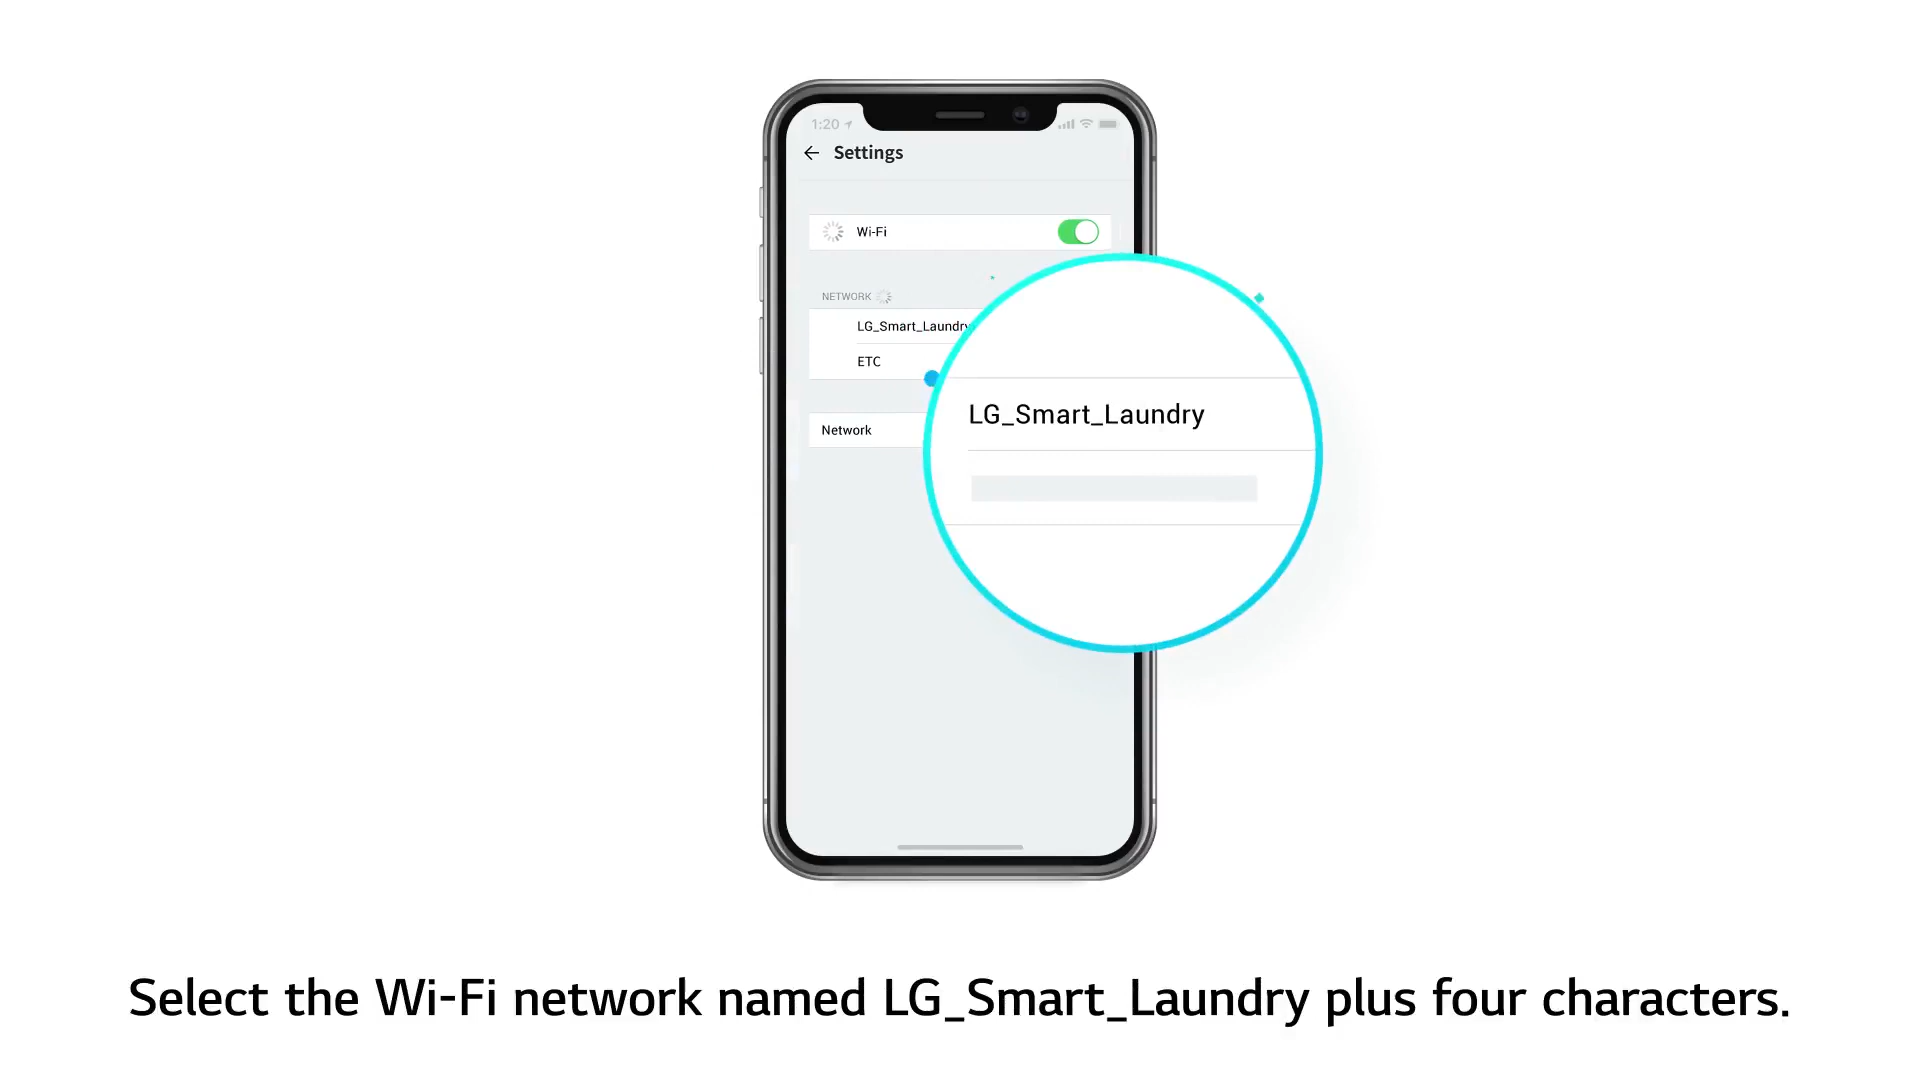 1:20
Settings
Wi-Fi
NETWORK
LG_Smart_Laundry
ETC
LG_Smart_Laundry
Network
Select the Wi-Fi network named LG_Smart_Laundry plus four characters.